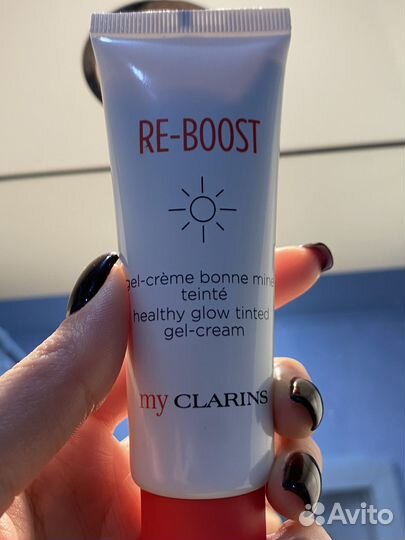 RE-BOOST
gel-crème bonne mine
teinté
healthy glow tinted
gel-cream
my CLARINS
Avito